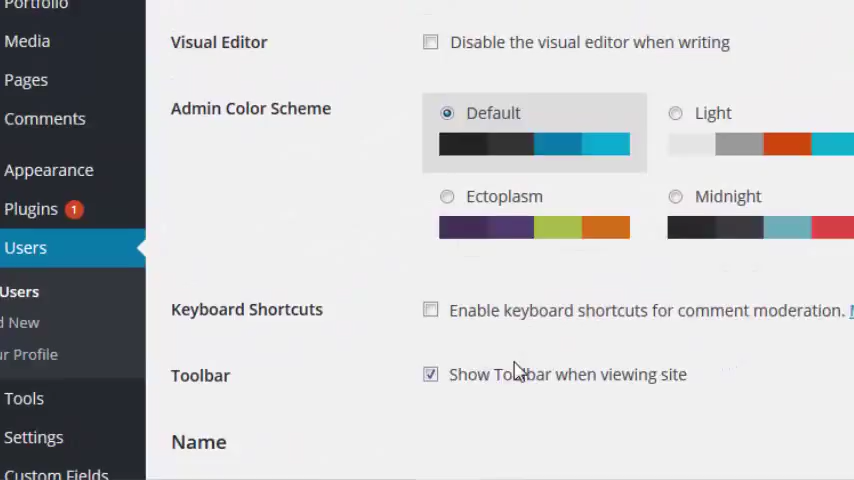 Portfolio
Media
Pages
Comments
Appearance
Plugins 1
Users
Users
d New
r Profile
Tools
Settings
Custom Fields
Visual Editor
Disable the visual editor when writing
Admin Color Scheme
Default
Light
Ectoplasm
Midnight
Keyboard Shortcuts
Enable keyboard shortcuts for comment moderation.
Toolbar
Show Toolbar when viewing site
Name